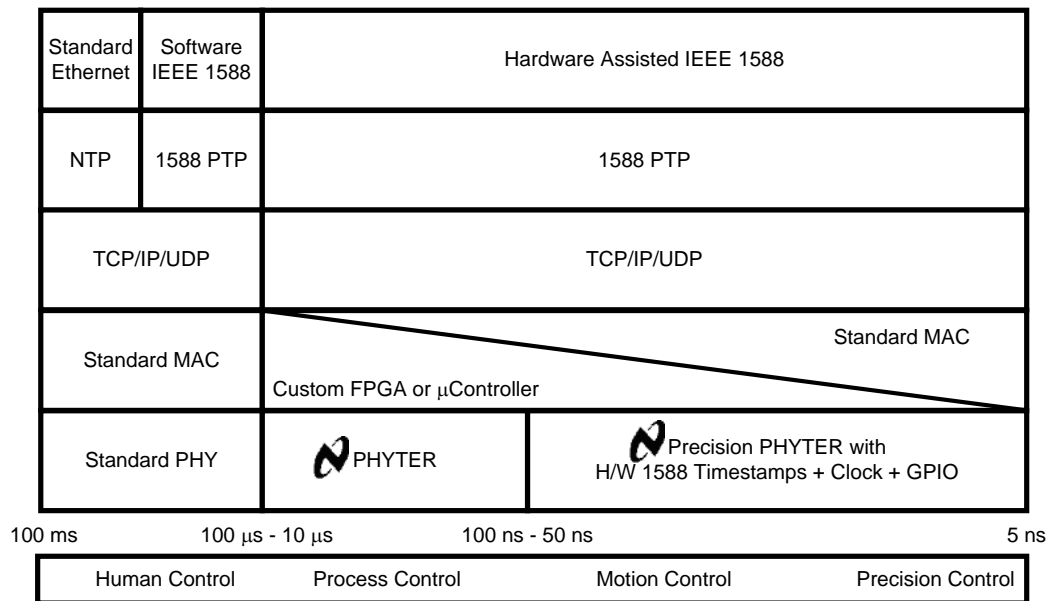 Standard
Ethernet
Software
IEEE 1588
Hardware Assisted IEEE 1588
NTP
1588 PTP
1588 PTP
TCP/IP/UDP
TCP/IP/UDP
Standard MAC
Standard MAC
Custom FPGA or μController
Standard PHY
PHYTER
Precision PHYTER with
H/W 1588 Timestamps + Clock + GPIO
100 ms
100 μs - 10 μs
100 ns - 50 ns
5 ns
Human Control
Process Control
Motion Control
Precision Control